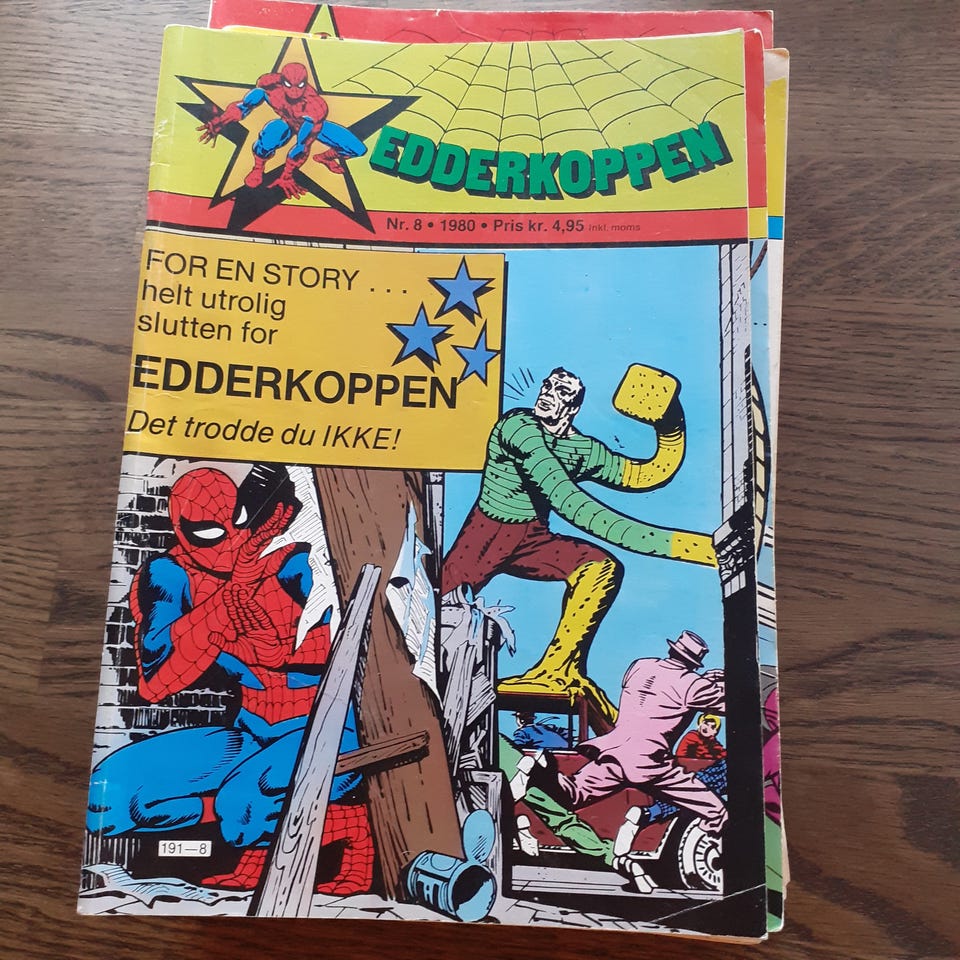 EDDERKOPPEN
Nr. 8 • 1980 • Pris kr. 4,95 inkl. moms
FOR EN STORY ...
helt utrolig
slutten for
EDDERKOPPEN
Det trodde du IKKE!
191—8